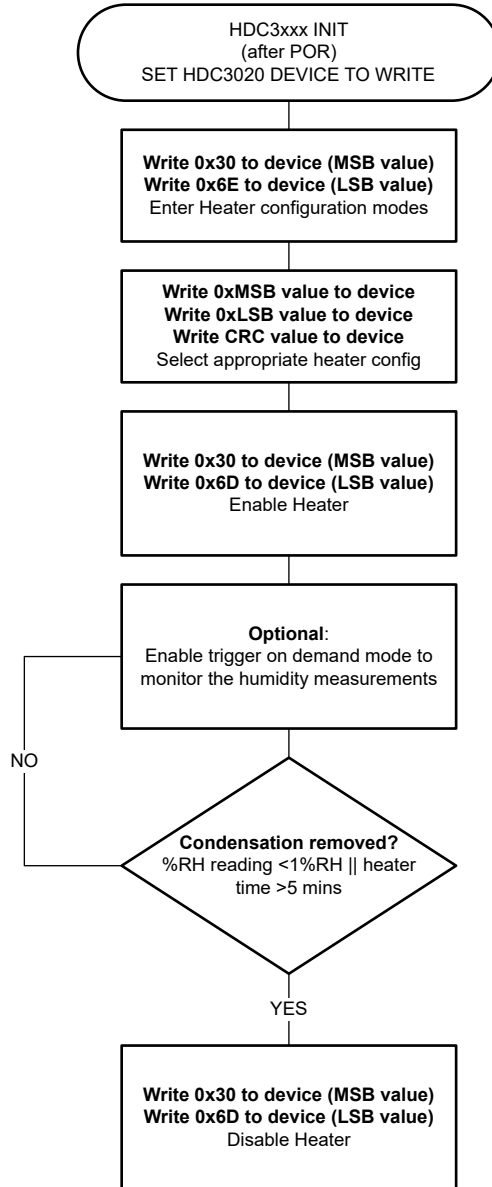 HDC3xxx INIT
(after POR)
SET HDC3020 DEVICE TO WRITE
Write 0x30 to device (MSB value)
Write 0x6E to device (LSB value)
Enter Heater configuration modes
Write 0xMSB value to device
Write 0xLSB value to device
Write CRC value to device
Select appropriate heater config
Write 0x30 to device (MSB value)
Write 0x6D to device (LSB value)
Enable Heater
Optional:
Enable trigger on demand mode to
monitor the humidity measurements
NO
Condensation removed?
%RH reading <1%RH || heater
time >5 mins
YES
Write 0x30 to device (MSB value)
Write 0x6D to device (LSB value)
Disable Heater